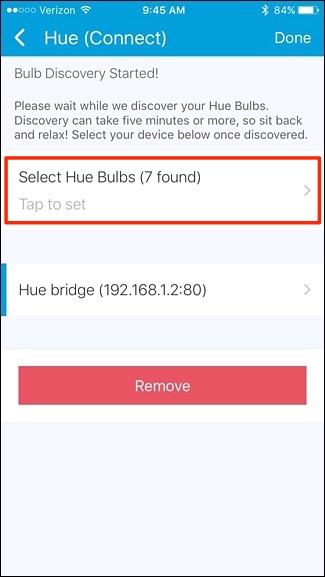 Verizon 9:45 AM 84%
Hue (Connect) Done
Bulb Discovery Started!
Please wait while we discover your Hue Bulbs.
Discovery can take five minutes or more, so sit back
and relax! Select your device below once discovered.
Select Hue Bulbs (7 found)
Tap to set
Hue bridge (192.168.1.2:80)
Remove